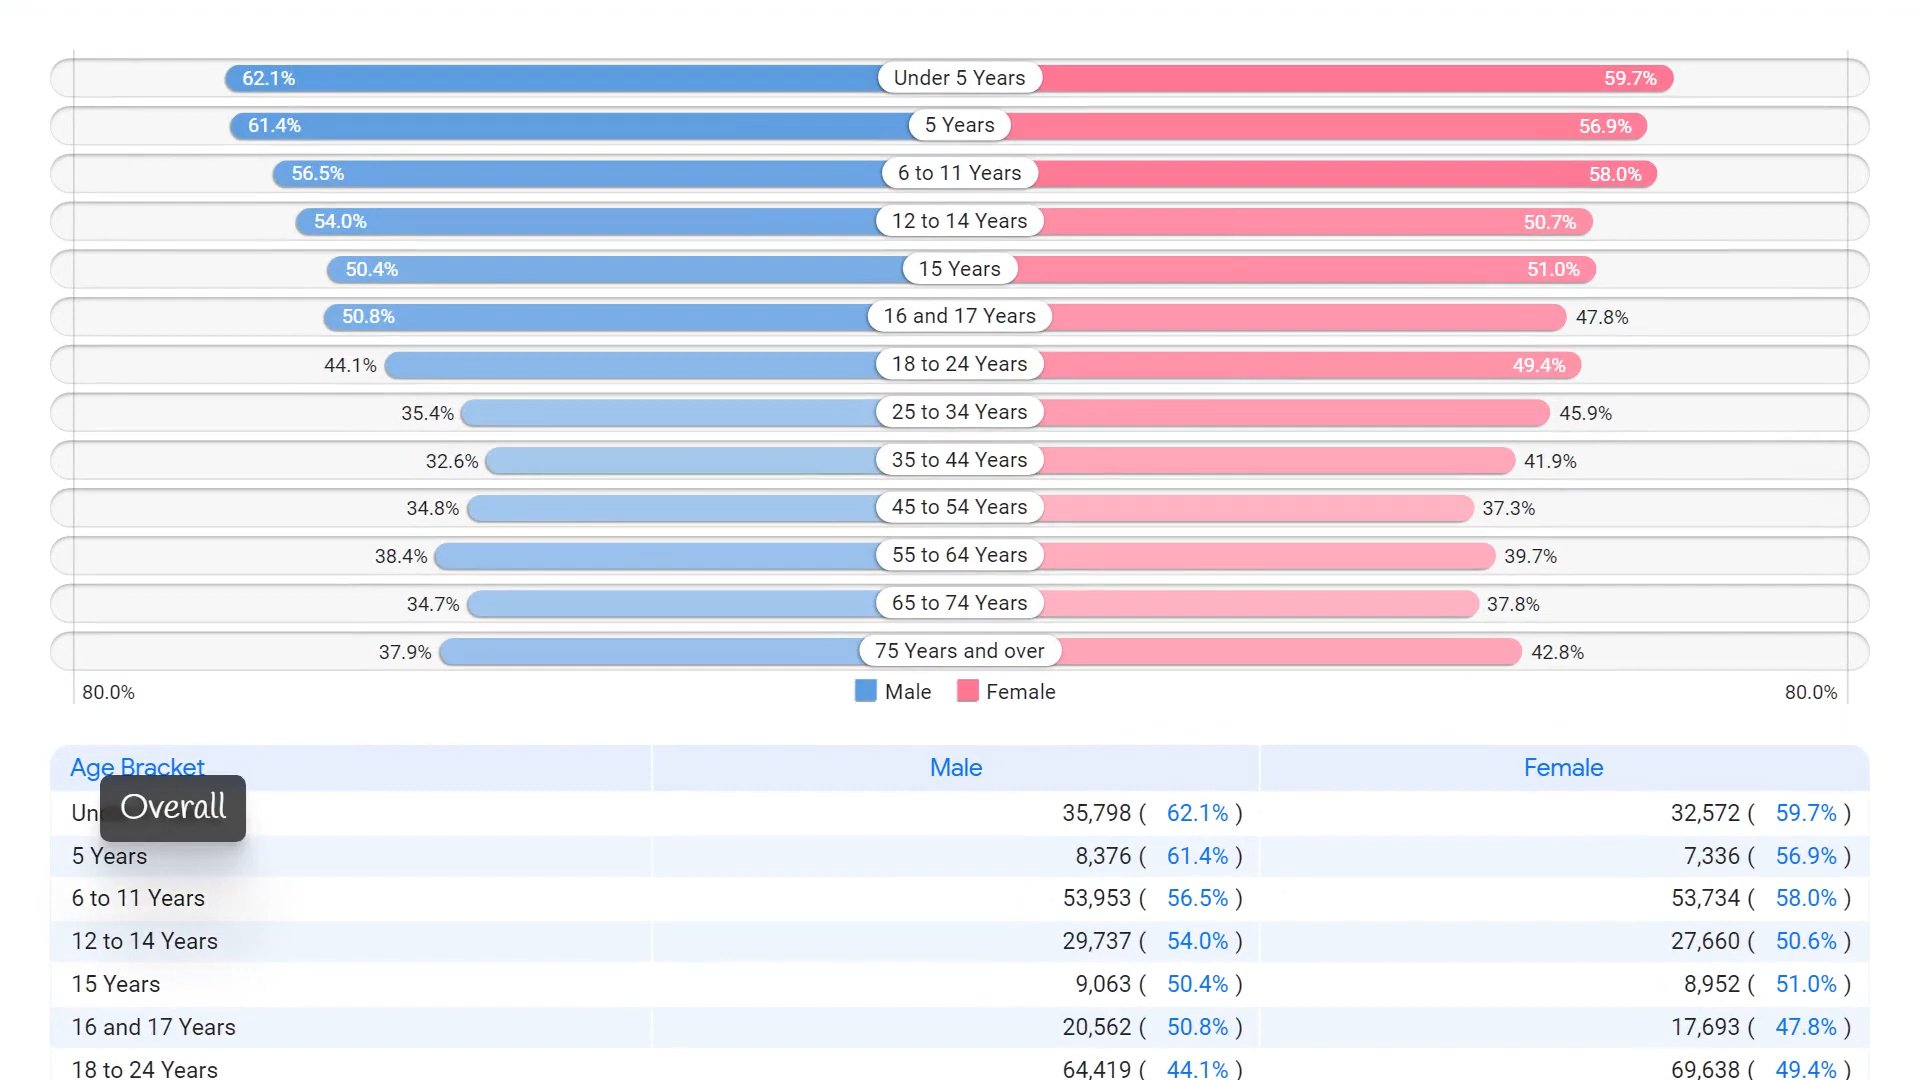 62.1% Under 5 Years 59.7%
61.4% 5 Years 56.9%
56.5% 6 to 11 Years 58.0%
54.0% 12 to 14 Years 50.7%
50.4% 15 Years 51.0%
50.8% 16 and 17 Years 47.8%
44.1% 18 to 24 Years 49.4%
35.4% 25 to 34 Years 45.9%
32.6% 35 to 44 Years 41.9%
34.8% 45 to 54 Years 37.3%
38.4% 55 to 64 Years 39.7%
34.7% 65 to 74 Years 37.8%
37.9% 75 Years and over 42.8%
80.0% Male Female 80.0%
Age Bracket Male Female
Overall
35,798 ( 62.1% ) 32,572 ( 59.7% )
5 Years 8,376 ( 61.4% ) 7,336 ( 56.9% )
6 to 11 Years 53,953 ( 56.5% ) 53,734 ( 58.0% )
12 to 14 Years 29,737 ( 54.0% ) 27,660 ( 50.6% )
15 Years 9,063 ( 50.4% ) 8,952 ( 51.0% )
16 and 17 Years 20,562 ( 50.8% ) 17,693 ( 47.8% )
18 to 24 Years 64,419 ( 44.1% ) 69,638 ( 49.4% )